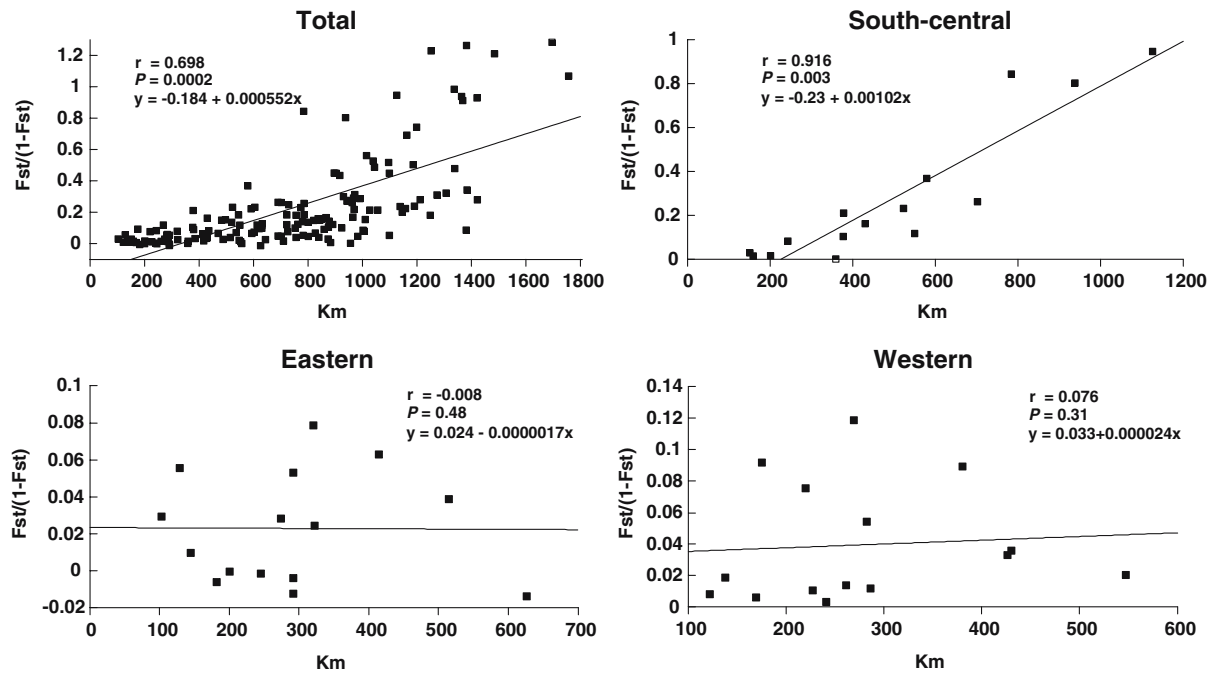 Total
1.2
1
0.8
0.6
0.4
0.2
0
Fst/(1-Fst)
r = 0.698
P = 0.0002
y = -0.184 + 0.000552x
0 200 400 600 800 1000 1200 1400 1600 1800
Km
South-central
1
0.8
0.6
0.4
0.2
0
Fst/(1-Fst)
r = 0.916
P = 0.003
y = -0.23 + 0.00102x
0 200 400 600 800 1000 1200
Km
Eastern
0.1
0.08
0.06
0.04
0.02
0
-0.02
Fst/(1-Fst)
r = -0.008
P = 0.48
y = 0.024 - 0.0000017x
0 100 200 300 400 500 600 700
Km
Western
0.14
0.12
0.1
0.08
0.06
0.04
0.02
0
Fst/(1-Fst)
r = 0.076
P = 0.31
y = 0.033+0.000024x
100 200 300 400 500 600
Km